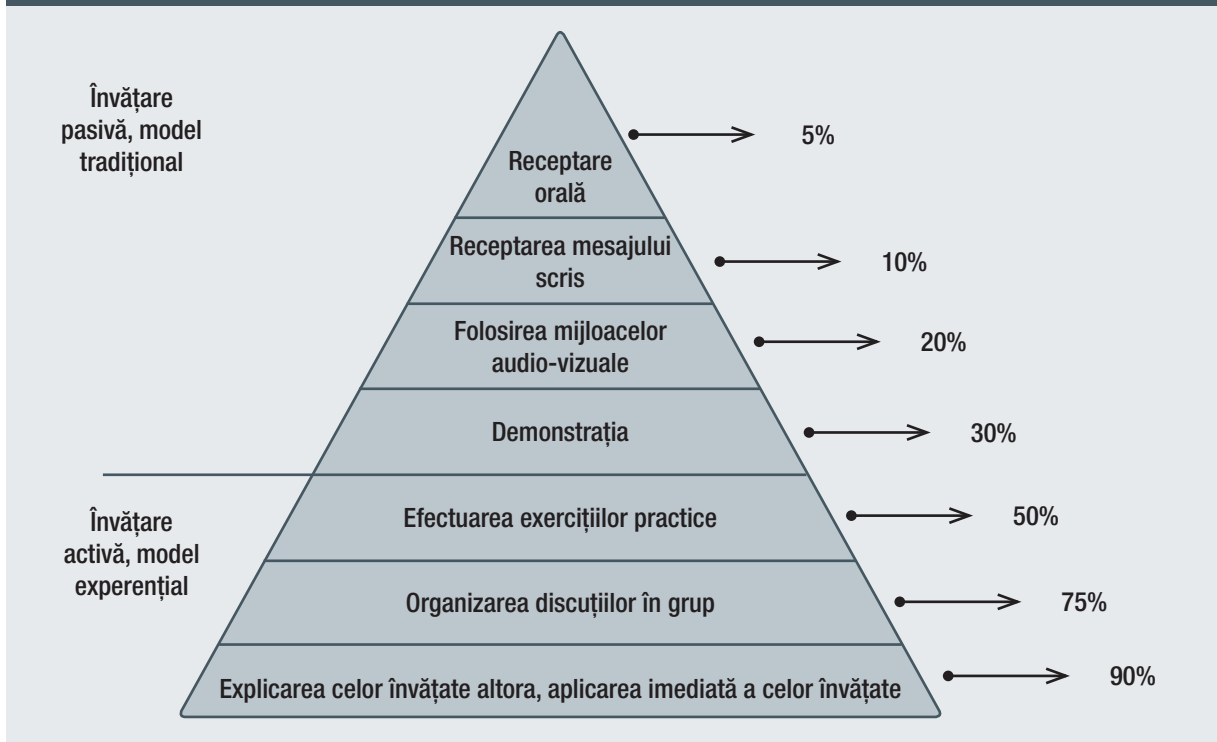 Învățare
pasivă, model
tradițional
Receptare
orală
5%
Receptarea mesajului
scris
10%
Folosirea mijloacelor
audio-vizuale
20%
Demonstrația
30%
Învățare
activă, model
experențial
Efectuarea exercițiilor practice
50%
Organizarea discuțiilor în grup
75%
Explicarea celor învățate altora, aplicarea imediată a celor învățate
90%